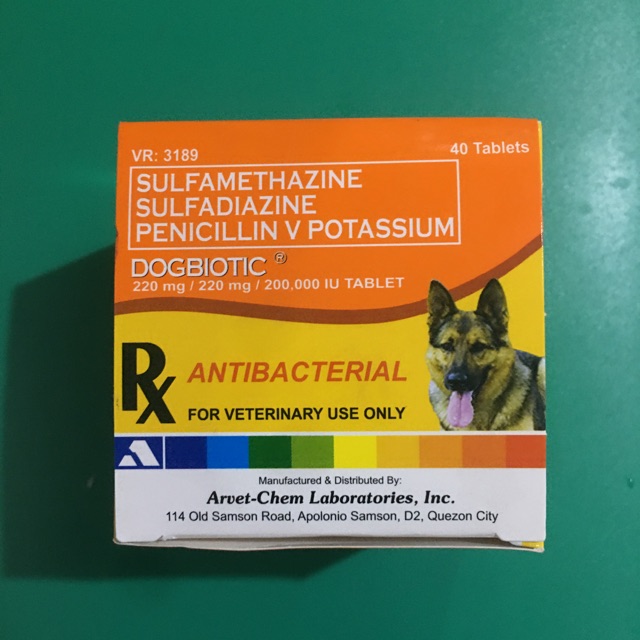 VR: 3189
40 Tablets
SULFAMETHAZINE
SULFADIAZINE
PENICILLIN V POTASSIUM
DOGBIOTIC ®
220 mg / 220 mg / 200,000 IU TABLET
Rx ANTIBACTERIAL
FOR VETERINARY USE ONLY
Manufactured & Distributed By:
Arvet-Chem Laboratories, Inc.
114 Old Samson Road, Apolonio Samson, D2, Quezon City